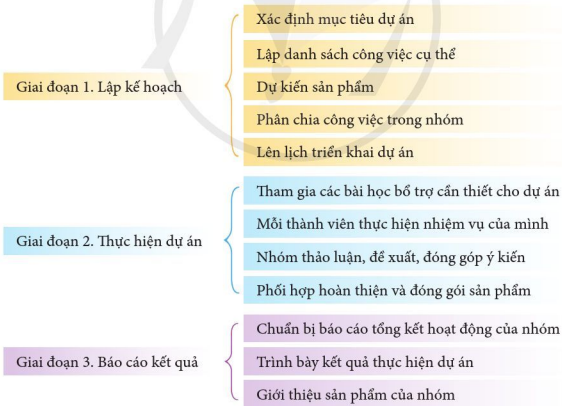 Giai đoạn 1. Lập kế hoạch
Xác định mục tiêu dự án
Lập danh sách công việc cụ thể
Dự kiến sản phẩm
Phân chia công việc trong nhóm
Lên lịch triển khai dự án
Giai đoạn 2. Thực hiện dự án
Tham gia các bài học bổ trợ cần thiết cho dự án
Mỗi thành viên thực hiện nhiệm vụ của mình
Nhóm thảo luận, đề xuất, đóng góp ý kiến
Phối hợp hoàn thiện và đóng gói sản phẩm
Giai đoạn 3. Báo cáo kết quả
Chuẩn bị báo cáo tổng kết hoạt động của nhóm
Trình bày kết quả thực hiện dự án
Giới thiệu sản phẩm của nhóm